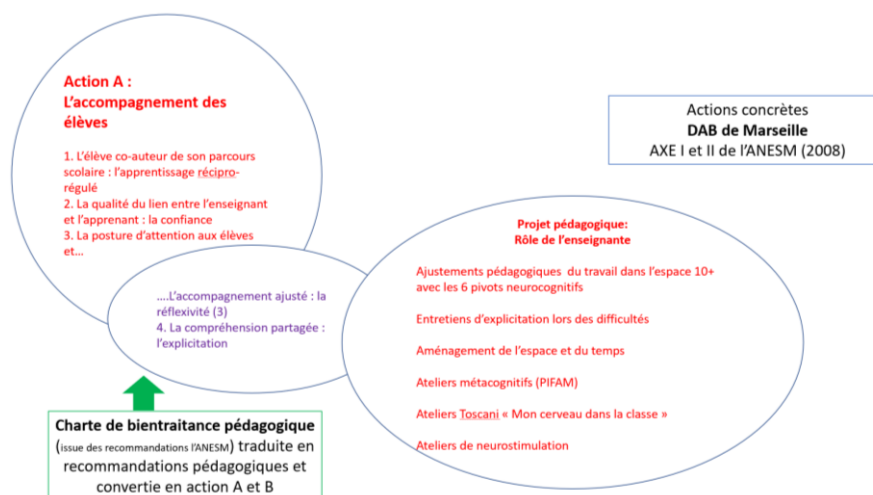 Action A :
L'accompagnement des
élèves
1. L'élève co-auteur de son parcours
scolaire : l'apprentissage récipro-
régulé
2. La qualité du lien entre l'enseignant
et l'apprenant : la confiance
3. La posture d'attention aux élèves
et...
....L'accompagnement ajusté : la
réflexivité (3)
4. La compréhension partagée :
l'explicitation
Charte de bientraitance pédagogique
(issue des recommandations l'ANESM) traduite en
recommandations pédagogiques et
convertie en action A et B
Actions concrètes
DAB de Marseille
AXE I et II de l'ANESM (2008)
Projet pédagogique:
Rôle de l'enseignante
Ajustements pédagogiques du travail dans l'espace 10+
avec les 6 pivots neurocognitifs
Entretiens d'explicitation lors des difficultés
Aménagement de l'espace et du temps
Ateliers métacognitifs (PIFAM)
Ateliers Toscani « Mon cerveau dans la classe »
Ateliers de neurostimulation